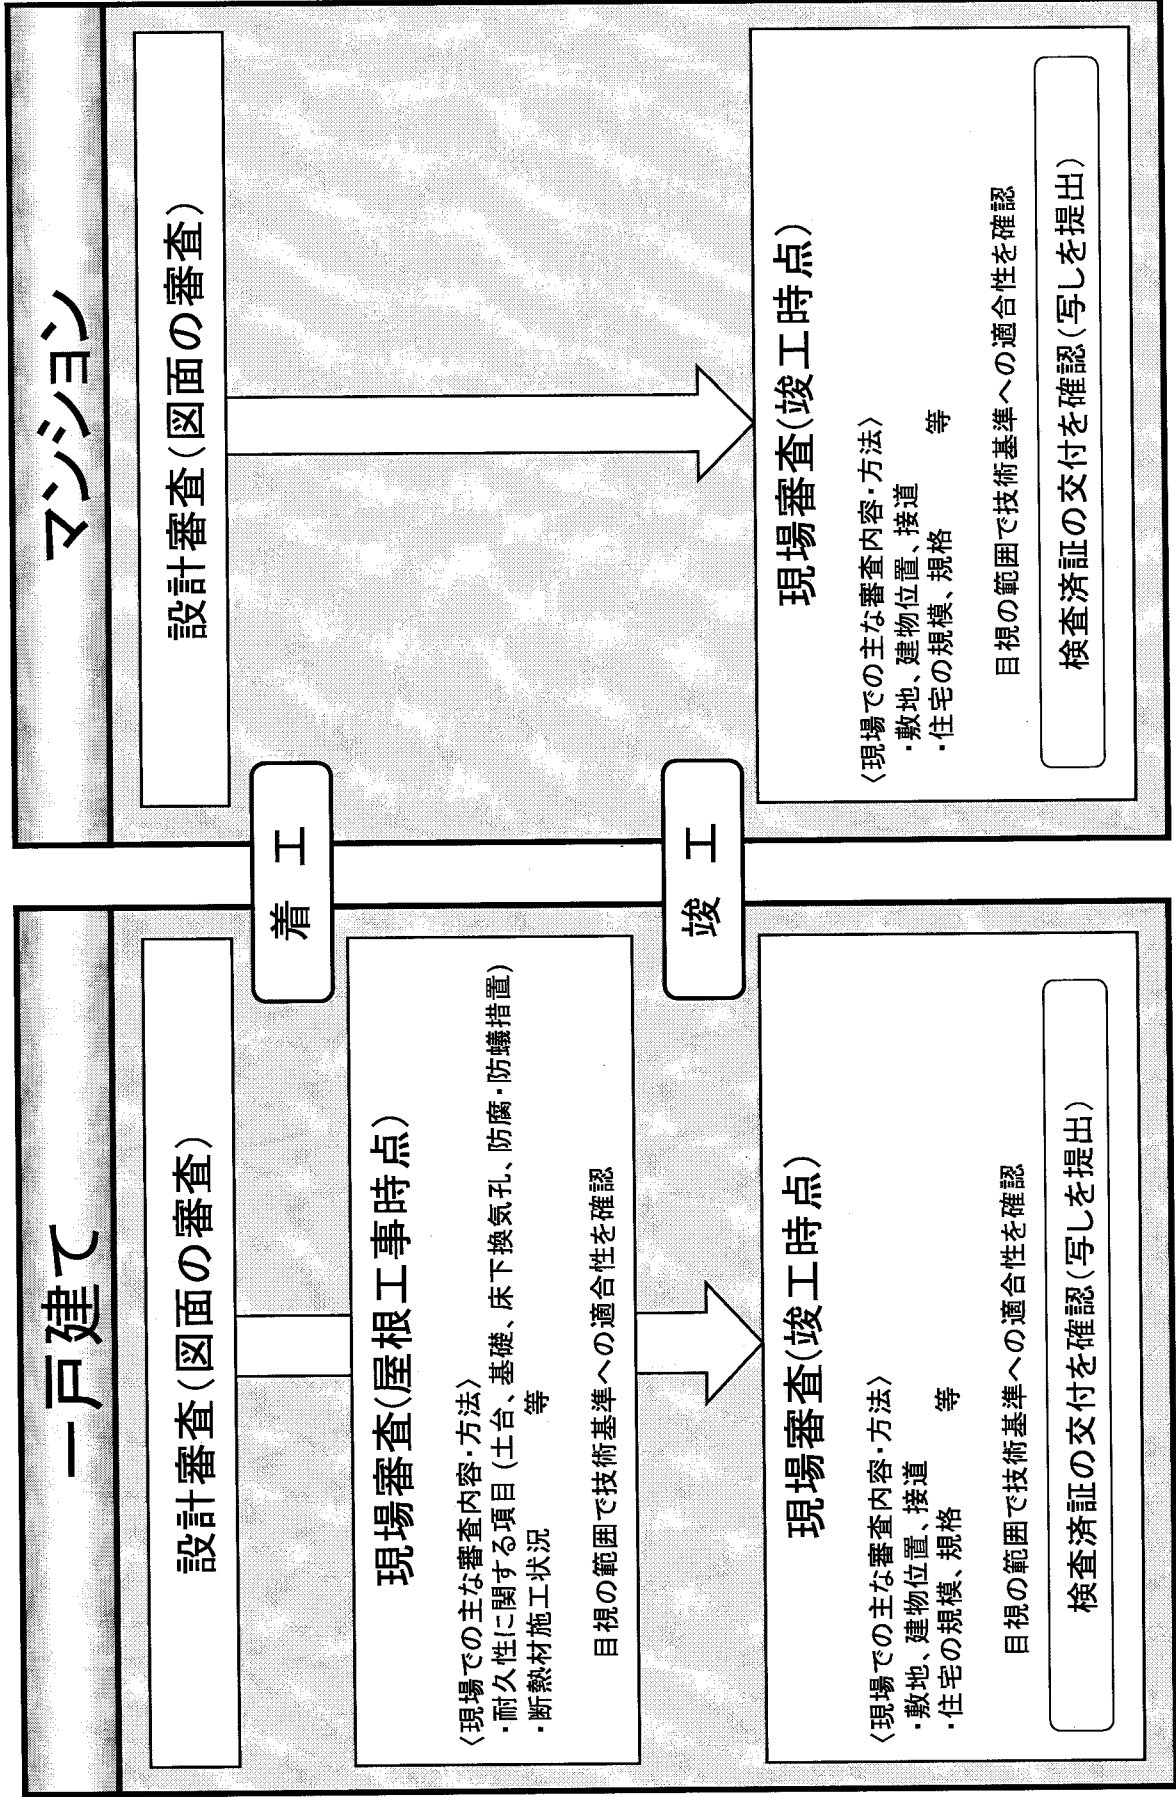 一戸建て
設計審査(図面の審査)
着 工
現場審査(屋根工事時点)
〈現場での主な審査内容・方法〉
・耐久性に関する項目(土台、基礎、床下換気孔、防腐・防蟻措置)
・断熱材施工状況 等
目視の範囲で技術基準への適合性を確認
竣 工
現場審査(竣工時点)
〈現場での主な審査内容・方法〉
・敷地、建物位置、接道
・住宅の規模、規格 等
目視の範囲で技術基準への適合性を確認
検査済証の交付を確認(写しを提出)
マンション
設計審査(図面の審査)
現場審査(竣工時点)
〈現場での主な審査内容・方法〉
・敷地、建物位置、接道
・住宅の規模、規格 等
目視の範囲で技術基準への適合性を確認
検査済証の交付を確認(写しを提出)